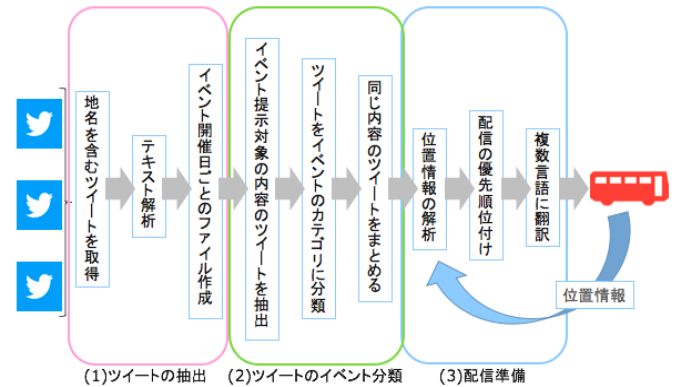 地名を含むツイートを取得
テキスト解析
イベント開催日ごとのファイル作成
イベント提示対象の内容のツイートを抽出
ツイートをイベントのカテゴリに分類
同じ内容のツイートをまとめる
位置情報の解析
配信の優先順位付け
複数言語に翻訳
位置情報
(1)ツイートの抽出
(2)ツイートのイベント分類
(3)配信準備